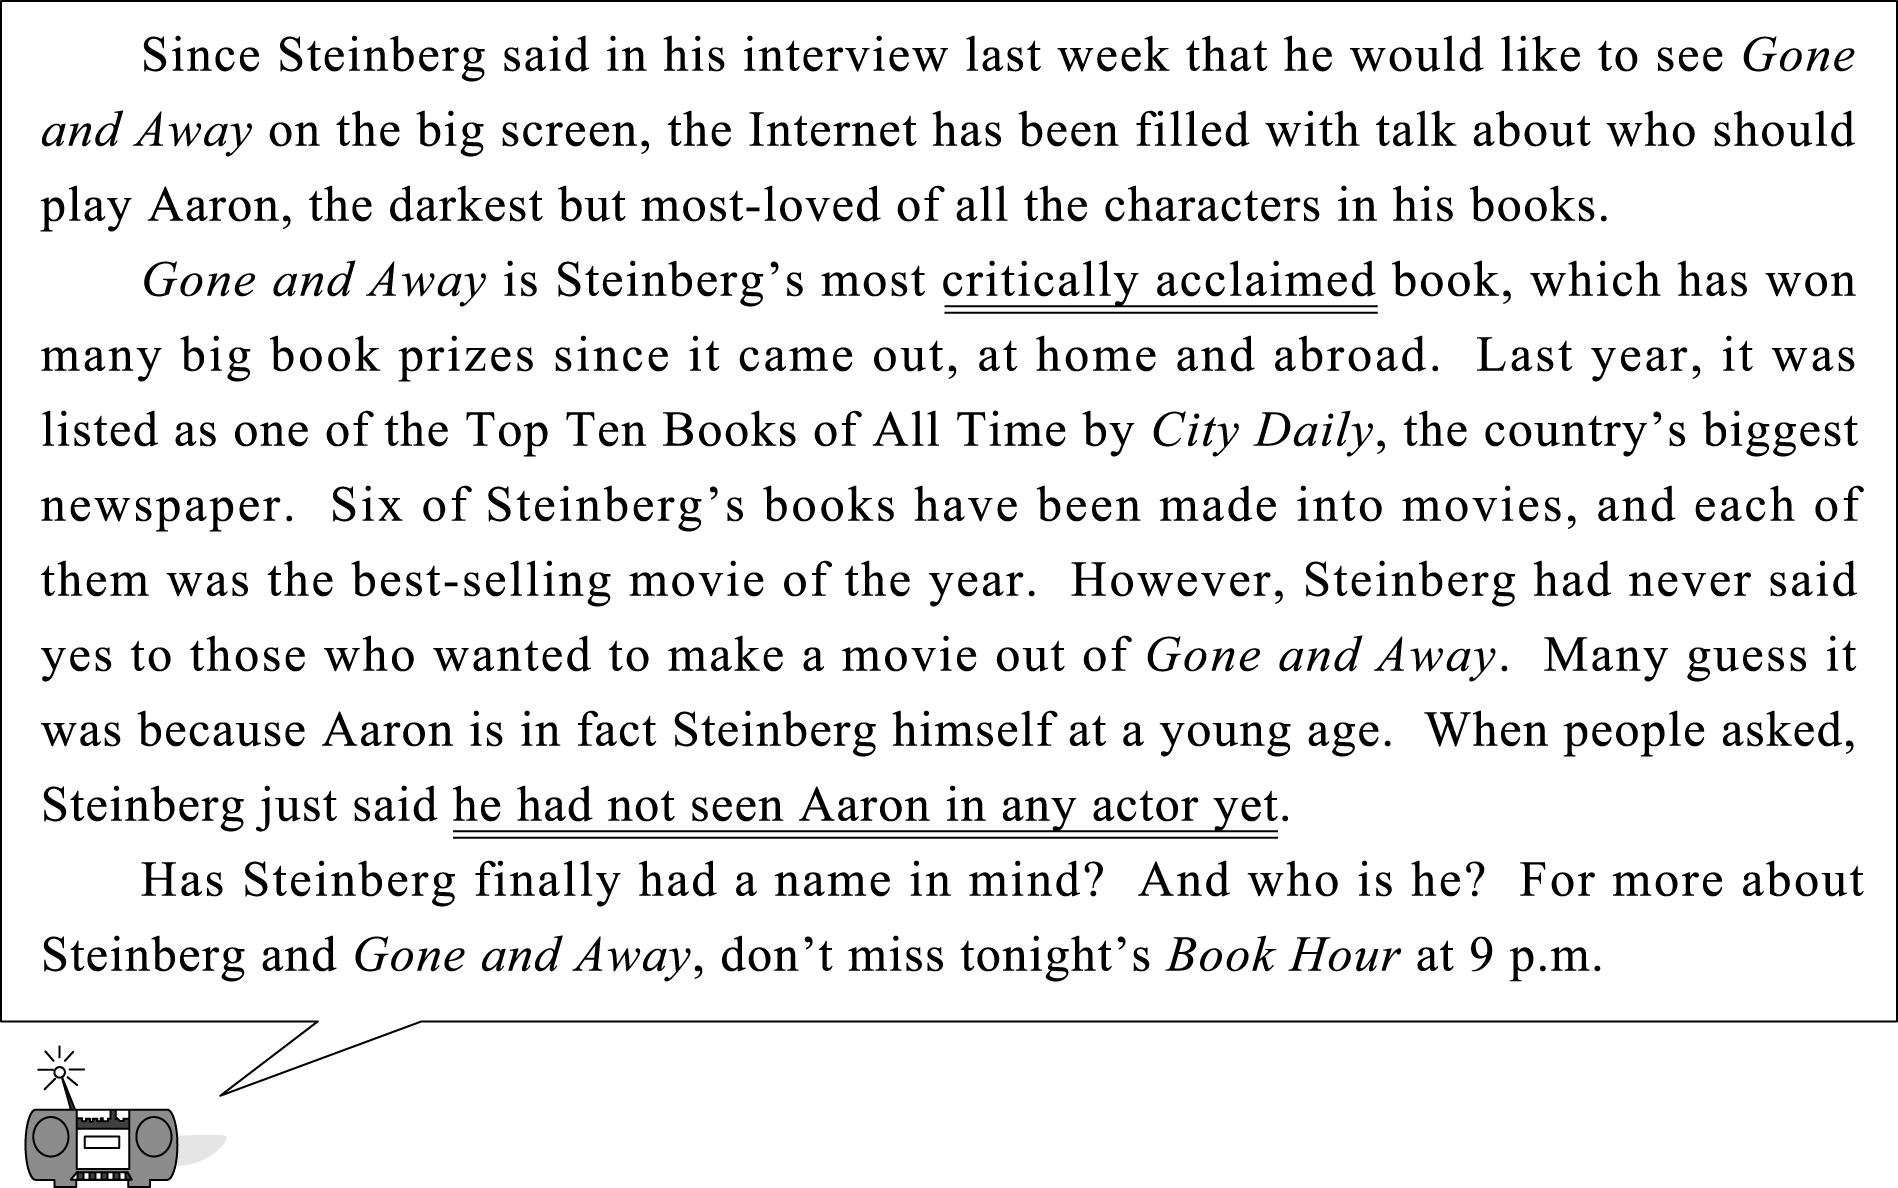 Since Steinberg said in his interview last week that he would like to see Gone
and Away on the big screen, the Internet has been filled with talk about who should
play Aaron, the darkest but most-loved of all the characters in his books.
Gone and Away is Steinberg’s most critically acclaimed book, which has won
many big book prizes since it came out, at home and abroad. Last year, it was
listed as one of the Top Ten Books of All Time by City Daily, the country’s biggest
newspaper. Six of Steinberg’s books have been made into movies, and each of
them was the best-selling movie of the year. However, Steinberg had never said
yes to those who wanted to make a movie out of Gone and Away. Many guess it
was because Aaron is in fact Steinberg himself at a young age. When people asked,
Steinberg just said he had not seen Aaron in any actor yet.
Has Steinberg finally had a name in mind? And who is he? For more about
Steinberg and Gone and Away, don’t miss tonight’s Book Hour at 9 p.m.